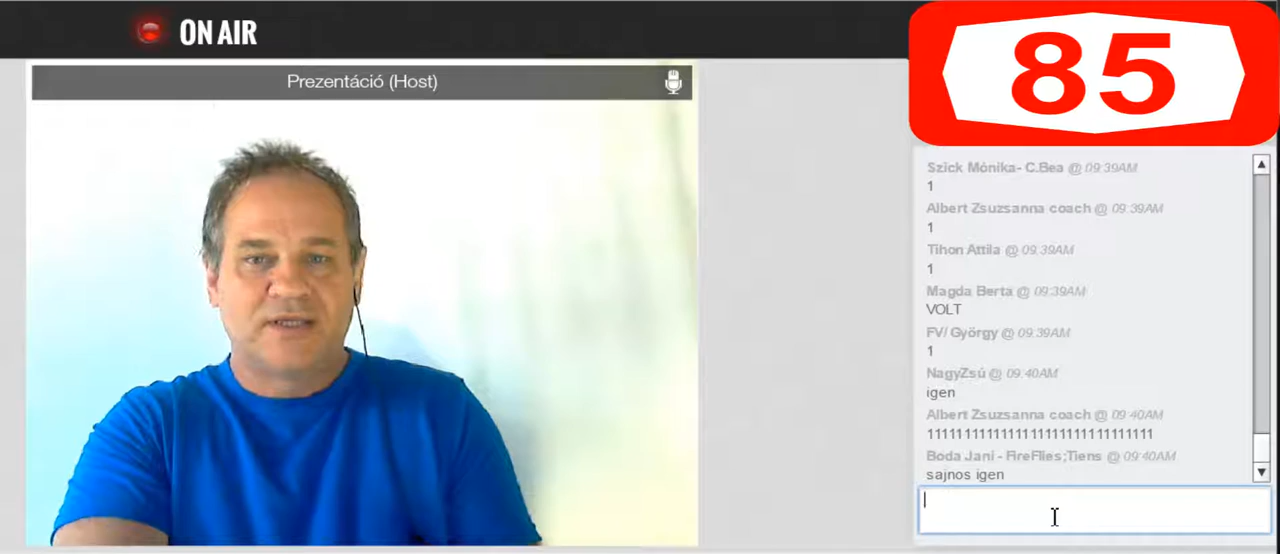 ON AIR
85
Prezentáció (Host)
Szick Mónika- C.Bea @ 09:39AM
1
Albert Zsuzsanna coach @ 09:39AM
1
Tihon Attila @ 09:39AM
1
Magda Berta @ 09:39AM
VOLT
FV/ György @ 09:39AM
1
NagyZsú @ 09:40AM
igen
Albert Zsuzsanna coach @ 09:40AM
Boda Jani - FireFlies;Tiens @ 09:40AM
sajnos igen